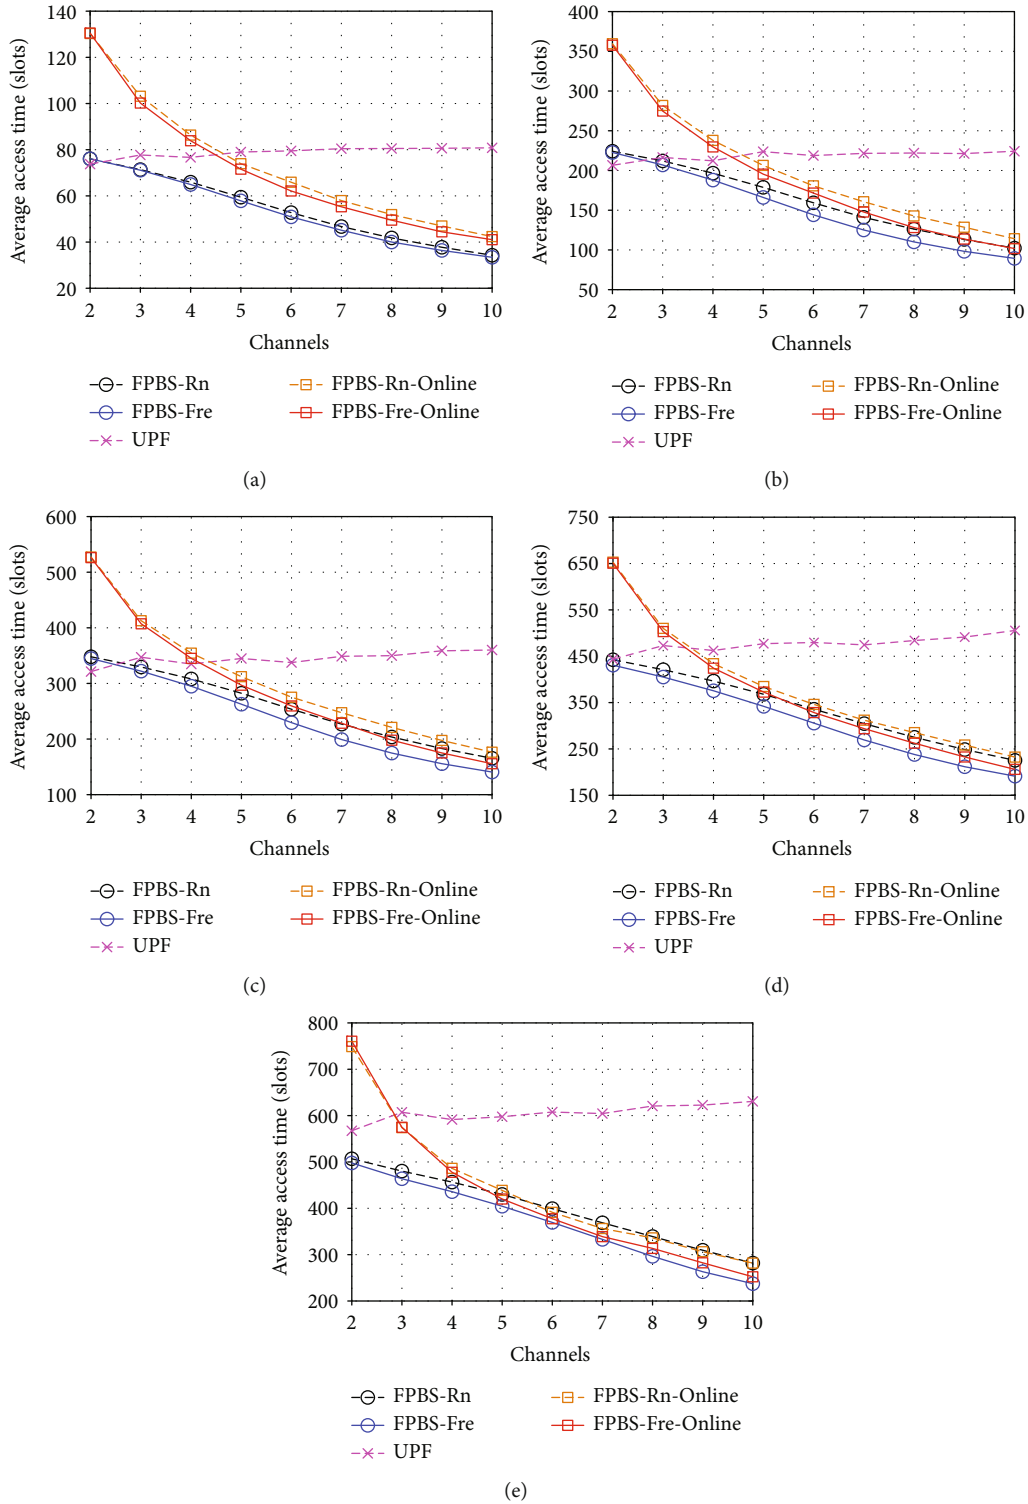 Average access time (slots)
140
120
100
80
60
40
20
2 3 4 5 6 7 8 9 10
Channels
FPBS-Rn
FPBS-Rn-Online
FPBS-Fre
FPBS-Fre-Online
UPF
(a)
Average access time (slots)
400
350
300
250
200
150
100
50
2 3 4 5 6 7 8 9 10
Channels
FPBS-Rn
FPBS-Rn-Online
FPBS-Fre
FPBS-Fre-Online
UPF
(b)
Average access time (slots)
600
500
400
300
200
100
2 3 4 5 6 7 8 9 10
Channels
FPBS-Rn
FPBS-Rn-Online
FPBS-Fre
FPBS-Fre-Online
UPF
(c)
Average access time (slots)
750
650
550
450
350
250
150
2 3 4 5 6 7 8 9 10
Channels
FPBS-Rn
FPBS-Rn-Online
FPBS-Fre
FPBS-Fre-Online
UPF
(d)
Average access time (slots)
800
700
600
500
400
300
200
2 3 4 5 6 7 8 9 10
Channels
FPBS-Rn
FPBS-Rn-Online
FPBS-Fre
FPBS-Fre-Online
UPF
(e)